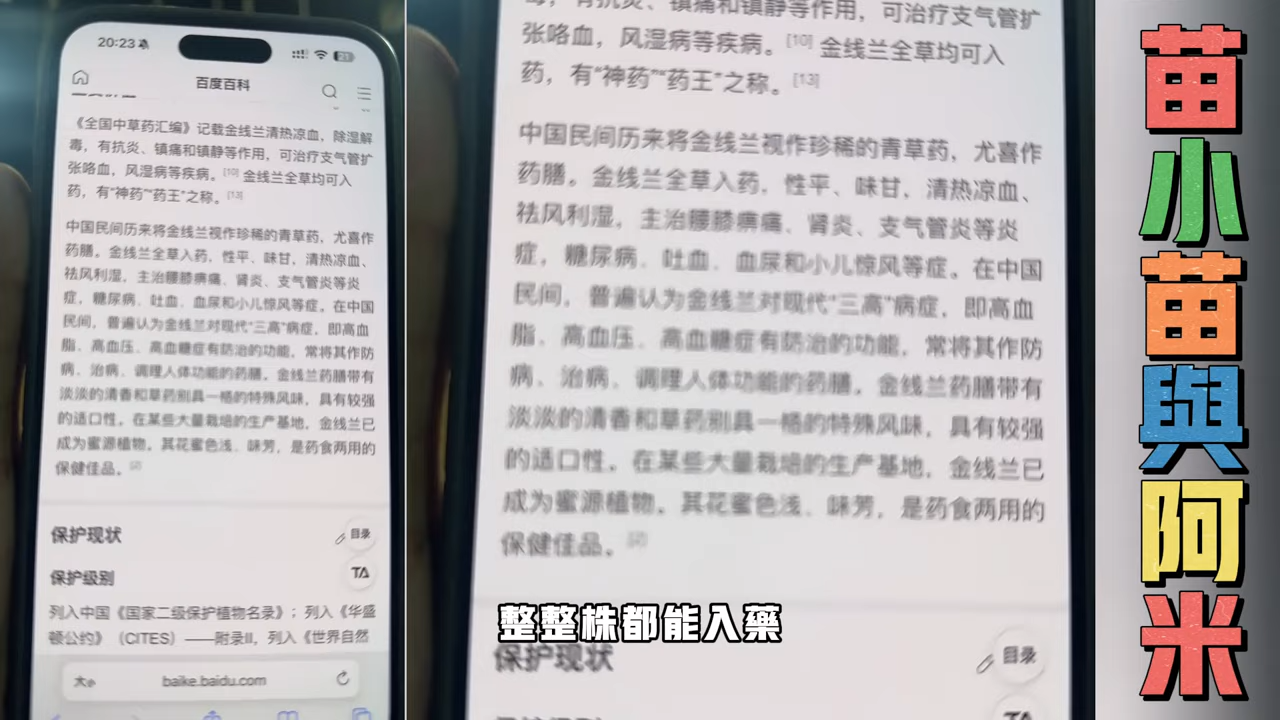 20:23
23
百度百科
《全国中草药汇编》记载金线兰清热凉血，除湿解
毒，有抗炎、镇痛和镇静等作用，可治疗支气管扩
张咯血，风湿病等疾病。[10] 金线兰全草均可入
药，有“神药”“药王”之称。[13]
中国民间历来将金线兰视作珍稀的青草药，尤喜作
药膳。金线兰全草入药，性平、味甘，清热凉血、
祛风利湿，主治腰膝痹痛、肾炎、支气管炎等炎
症，糖尿病、吐血、血尿和小儿惊风等症。在中国
民间，普遍认为金线兰对现代“三高”病症，即高血
脂、高血压、高血糖症有防治的功能，常将其作防
病、治病、调理人体功能的药膳。金线兰药膳带有
淡淡的清香和草药别具一格的特殊风味，具有较强
的适口性。在某些大量栽培的生产基地，金线兰已
成为蜜源植物。其花蜜色浅、味芳，是药食两用的
保健佳品。
保护现状
目录
保护级别
列入中国《国家二级保护植物名录》；列入《华盛
顿公约》（CITES）——附录II，列入《世界自然
大
baike.baidu.com
毒，有抗炎、镇痛和镇静等作用，可治疗支气管扩
张咯血，风湿病等疾病。[10] 金线兰全草均可入
药，有“神药”“药王”之称。[13]
中国民间历来将金线兰视作珍稀的青草药，尤喜作
药膳。金线兰全草入药，性平、味甘，清热凉血、
祛风利湿，主治腰膝痹痛、肾炎、支气管炎等炎
症，糖尿病、吐血、血尿和小儿惊风等症。在中国
民间，普遍认为金线兰对现代“三高”病症，即高血
脂、高血压、高血糖症有防治的功能，常将其作防
病、治病、调理人体功能的药膳。金线兰药膳带有
淡淡的清香和草药别具一格的特殊风味，具有较强
的适口性。在某些大量栽培的生产基地，金线兰已
成为蜜源植物。其花蜜色浅、味芳，是药食两用的
保健佳品。
整整株都能入藥
保护现状
目录
苗小苗與阿米